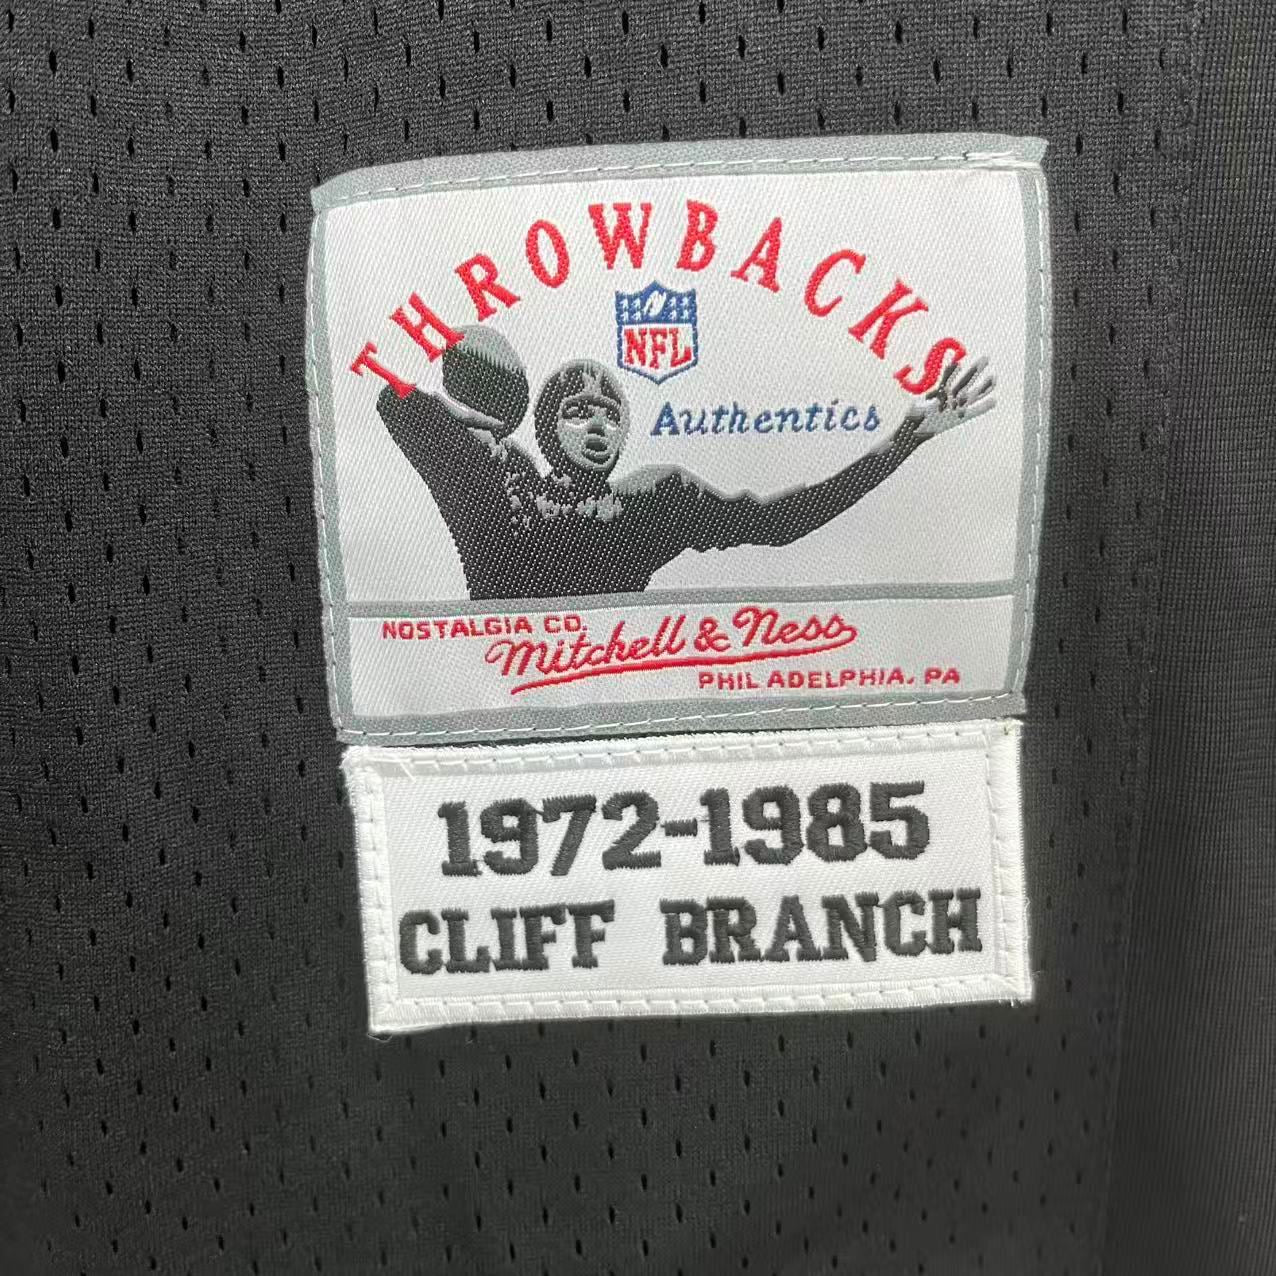 THROWBACKS
NFL
Authentics
NOSTALGIA CO.
Mitchell & Ness
PHILADELPHIA, PA
1972-1985
CLIFF BRANCH